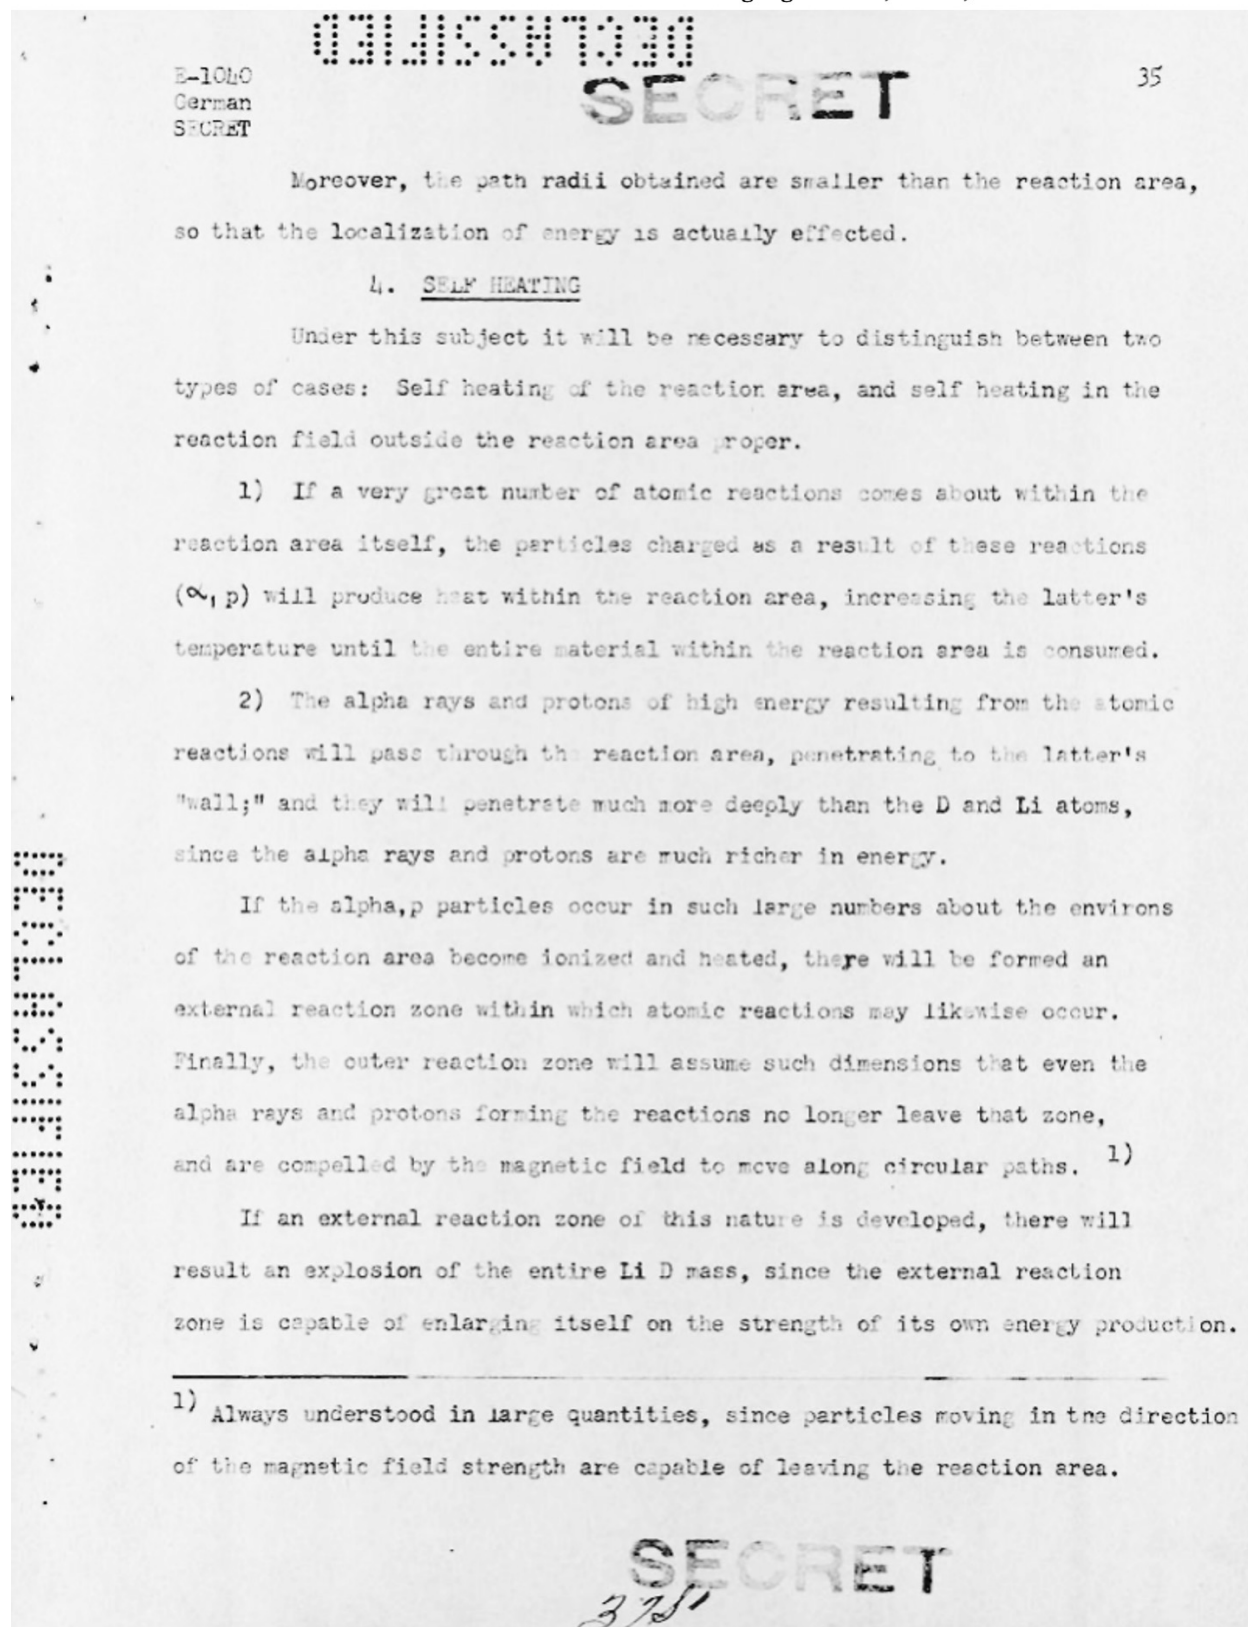 DECLASSIFIED
E-1040
German
SECRET
SECRET
35
Moreover, the path radii obtained are smaller than the reaction area,
so that the localization of energy is actually effected.
4. SELF HEATING
Under this subject it will be necessary to distinguish between two
types of cases: Self heating of the reaction area, and self heating in the
reaction field outside the reaction area proper.
1) If a very great number of atomic reactions comes about within the
reaction area itself, the particles charged as a result of these reactions
(α, p) will produce heat within the reaction area, increasing the latter's
temperature until the entire material within the reaction area is consumed.
2) The alpha rays and protons of high energy resulting from the atomic
reactions will pass through th reaction area, penetrating to the latter's
"wall;" and they will penetrate much more deeply than the D and Li atoms,
since the alpha rays and protons are much richer in energy.
If the alpha,p particles occur in such large numbers about the environs
of the reaction area become ionized and heated, there will be formed an
external reaction zone within which atomic reactions may likewise occur.
Finally, the outer reaction zone will assume such dimensions that even the
alpha rays and protons forming the reactions no longer leave that zone,
and are compelled by the magnetic field to move along circular paths. 1)
If an external reaction zone of this nature is developed, there will
result an explosion of the entire Li D mass, since the external reaction
zone is capable of enlarging itself on the strength of its own energy production.
1) Always understood in large quantities, since particles moving in the direction
of the magnetic field strength are capable of leaving the reaction area.
SECRET
DECLASSIFIED